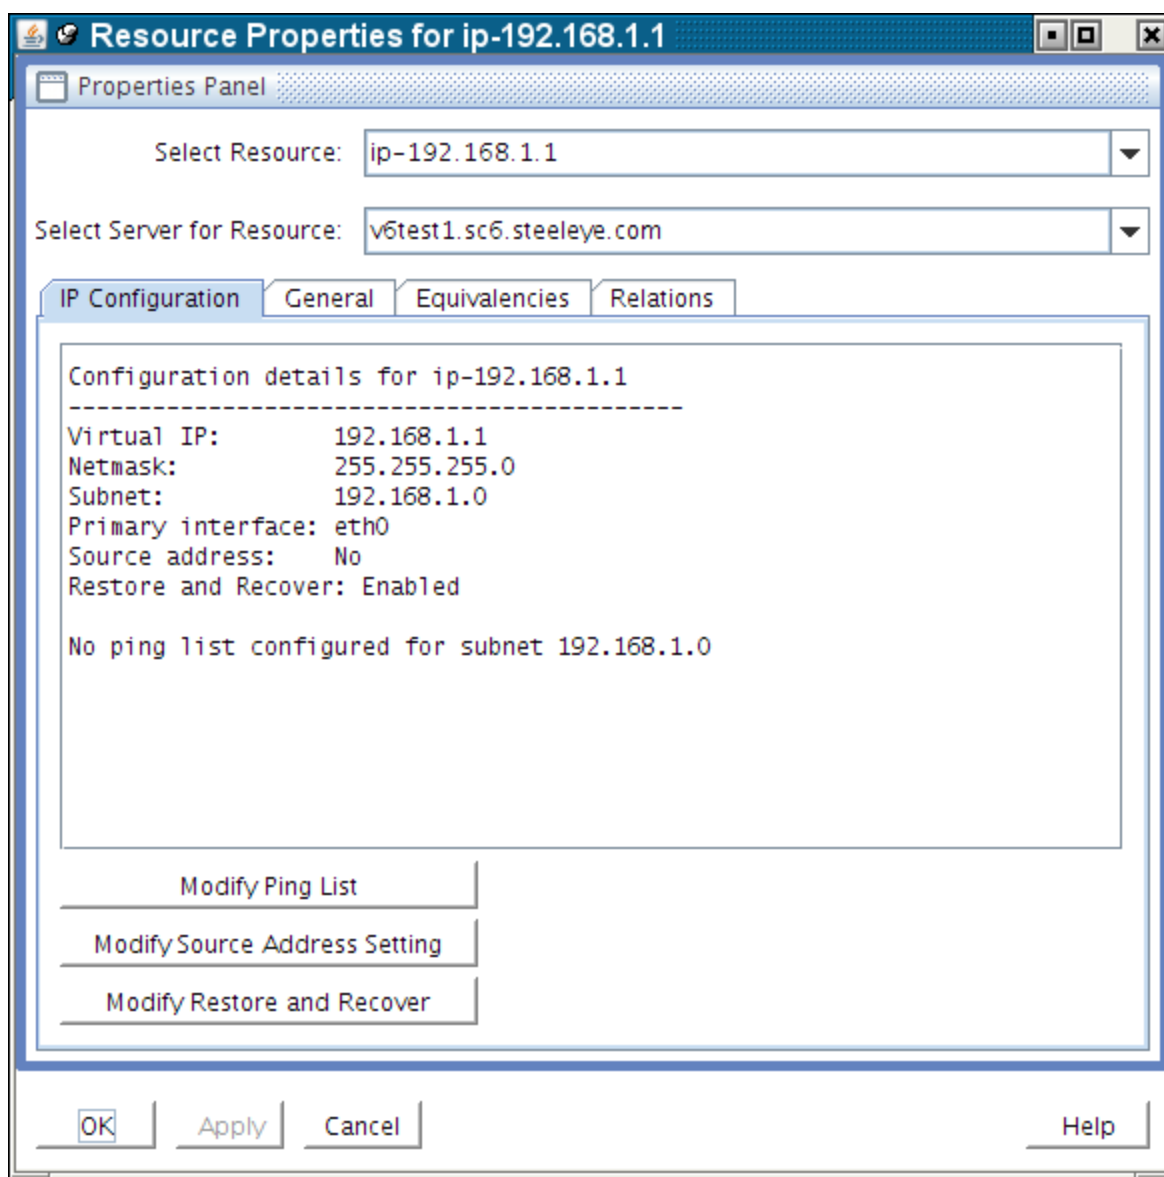 Resource Properties for ip-192.168.1.1
Properties Panel
Select Resource: ip-192.168.1.1
Select Server for Resource: v6test1.sc6.steeleye.com
IP Configuration General Equivalencies Relations
Configuration details for ip-192.168.1.1
--------------------------------------------
Virtual IP: 192.168.1.1
Netmask: 255.255.255.0
Subnet: 192.168.1.0
Primary interface: eth0
Source address: No
Restore and Recover: Enabled
No ping list configured for subnet 192.168.1.0
Modify Ping List
Modify Source Address Setting
Modify Restore and Recover
OK Apply Cancel Help